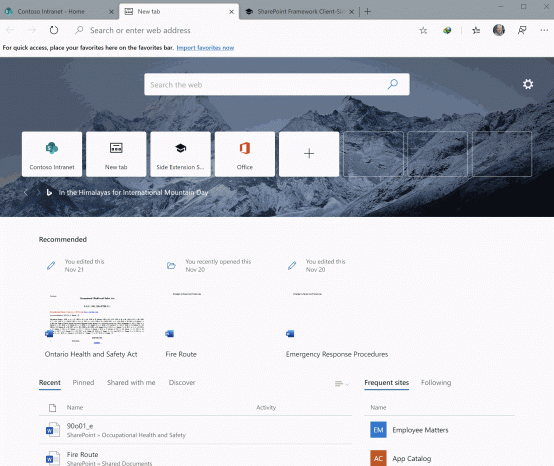 Contoso Intranet - Home
New tab
SharePoint Framework Client-Si
Search or enter web address
For quick access, place your favorites here on the favorites bar. Import favorites now
Search the web
Contoso Intranet
New tab
Side Extension S...
Office
In the Himalayas for International Mountain Day
Recommended
You edited this
Nov 21
You recently opened this
Nov 20
You edited this
Nov 20
Ontario Health and Safety Act
Fire Route
Emergency Response Procedures
Recent
Pinned
Shared with me
Discover
Frequent sites
Following
Name
Activity
Name
90o01_e
SharePoint » Occupational Health and Safety
EM
Employee Matters
Fire Route
SharePoint » Shared Documents
AC
App Catalog